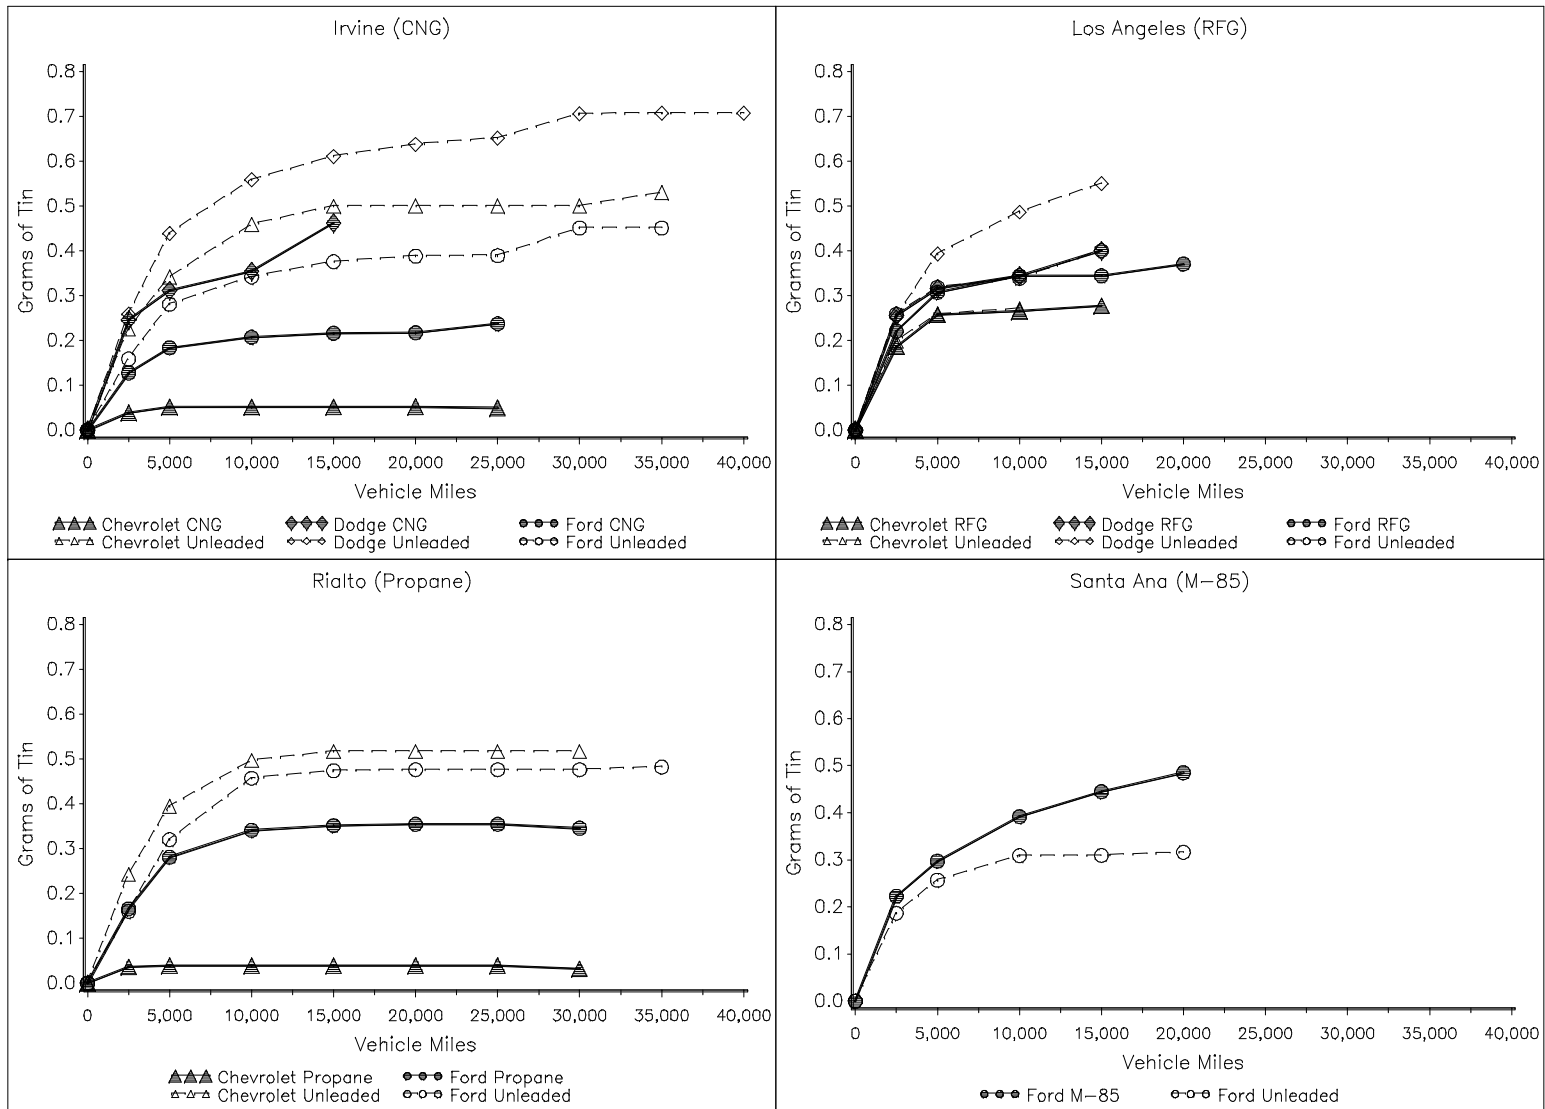 Irvine (CNG)
0.8
0.7
0.6
0.5
0.4
0.3
0.2
0.1
0.0
Grams of Tin
0 5,000 10,000 15,000 20,000 25,000 30,000 35,000 40,000
Vehicle Miles
Chevrolet CNG Dodge CNG Ford CNG
Chevrolet Unleaded Dodge Unleaded Ford Unleaded
Los Angeles (RFG)
0.8
0.7
0.6
0.5
0.4
0.3
0.2
0.1
0.0
Grams of Tin
0 5,000 10,000 15,000 20,000 25,000 30,000 35,000 40,000
Vehicle Miles
Chevrolet RFG Dodge RFG Ford RFG
Chevrolet Unleaded Dodge Unleaded Ford Unleaded
Rialto (Propane)
0.8
0.7
0.6
0.5
0.4
0.3
0.2
0.1
0.0
Grams of Tin
0 5,000 10,000 15,000 20,000 25,000 30,000 35,000 40,000
Vehicle Miles
Chevrolet Propane Ford Propane
Chevrolet Unleaded Ford Unleaded
Santa Ana (M-85)
0.8
0.7
0.6
0.5
0.4
0.3
0.2
0.1
0.0
Grams of Tin
0 5,000 10,000 15,000 20,000 25,000 30,000 35,000 40,000
Vehicle Miles
Ford M-85 Ford Unleaded